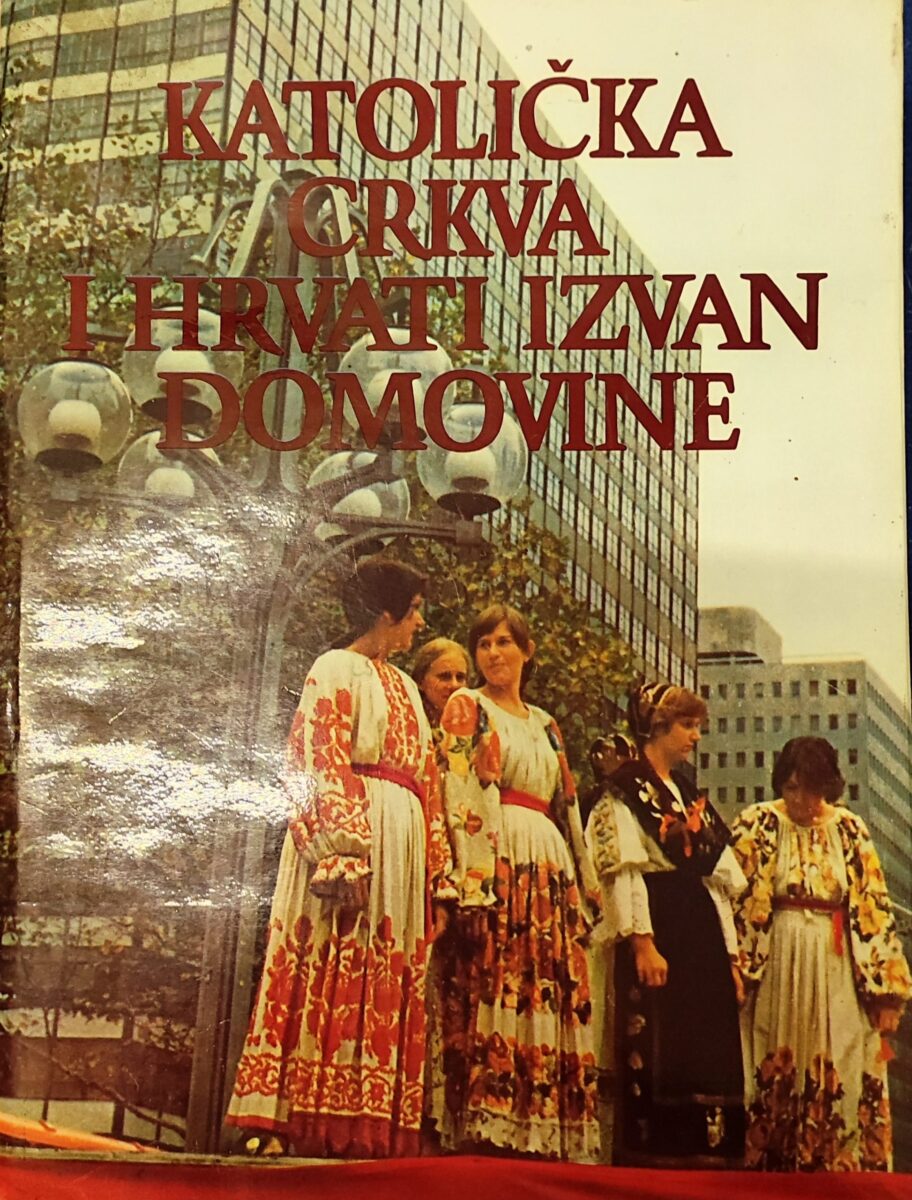 KATOLIČKA
CRKVA
I HRVATI IZVAN
DOMOVINE